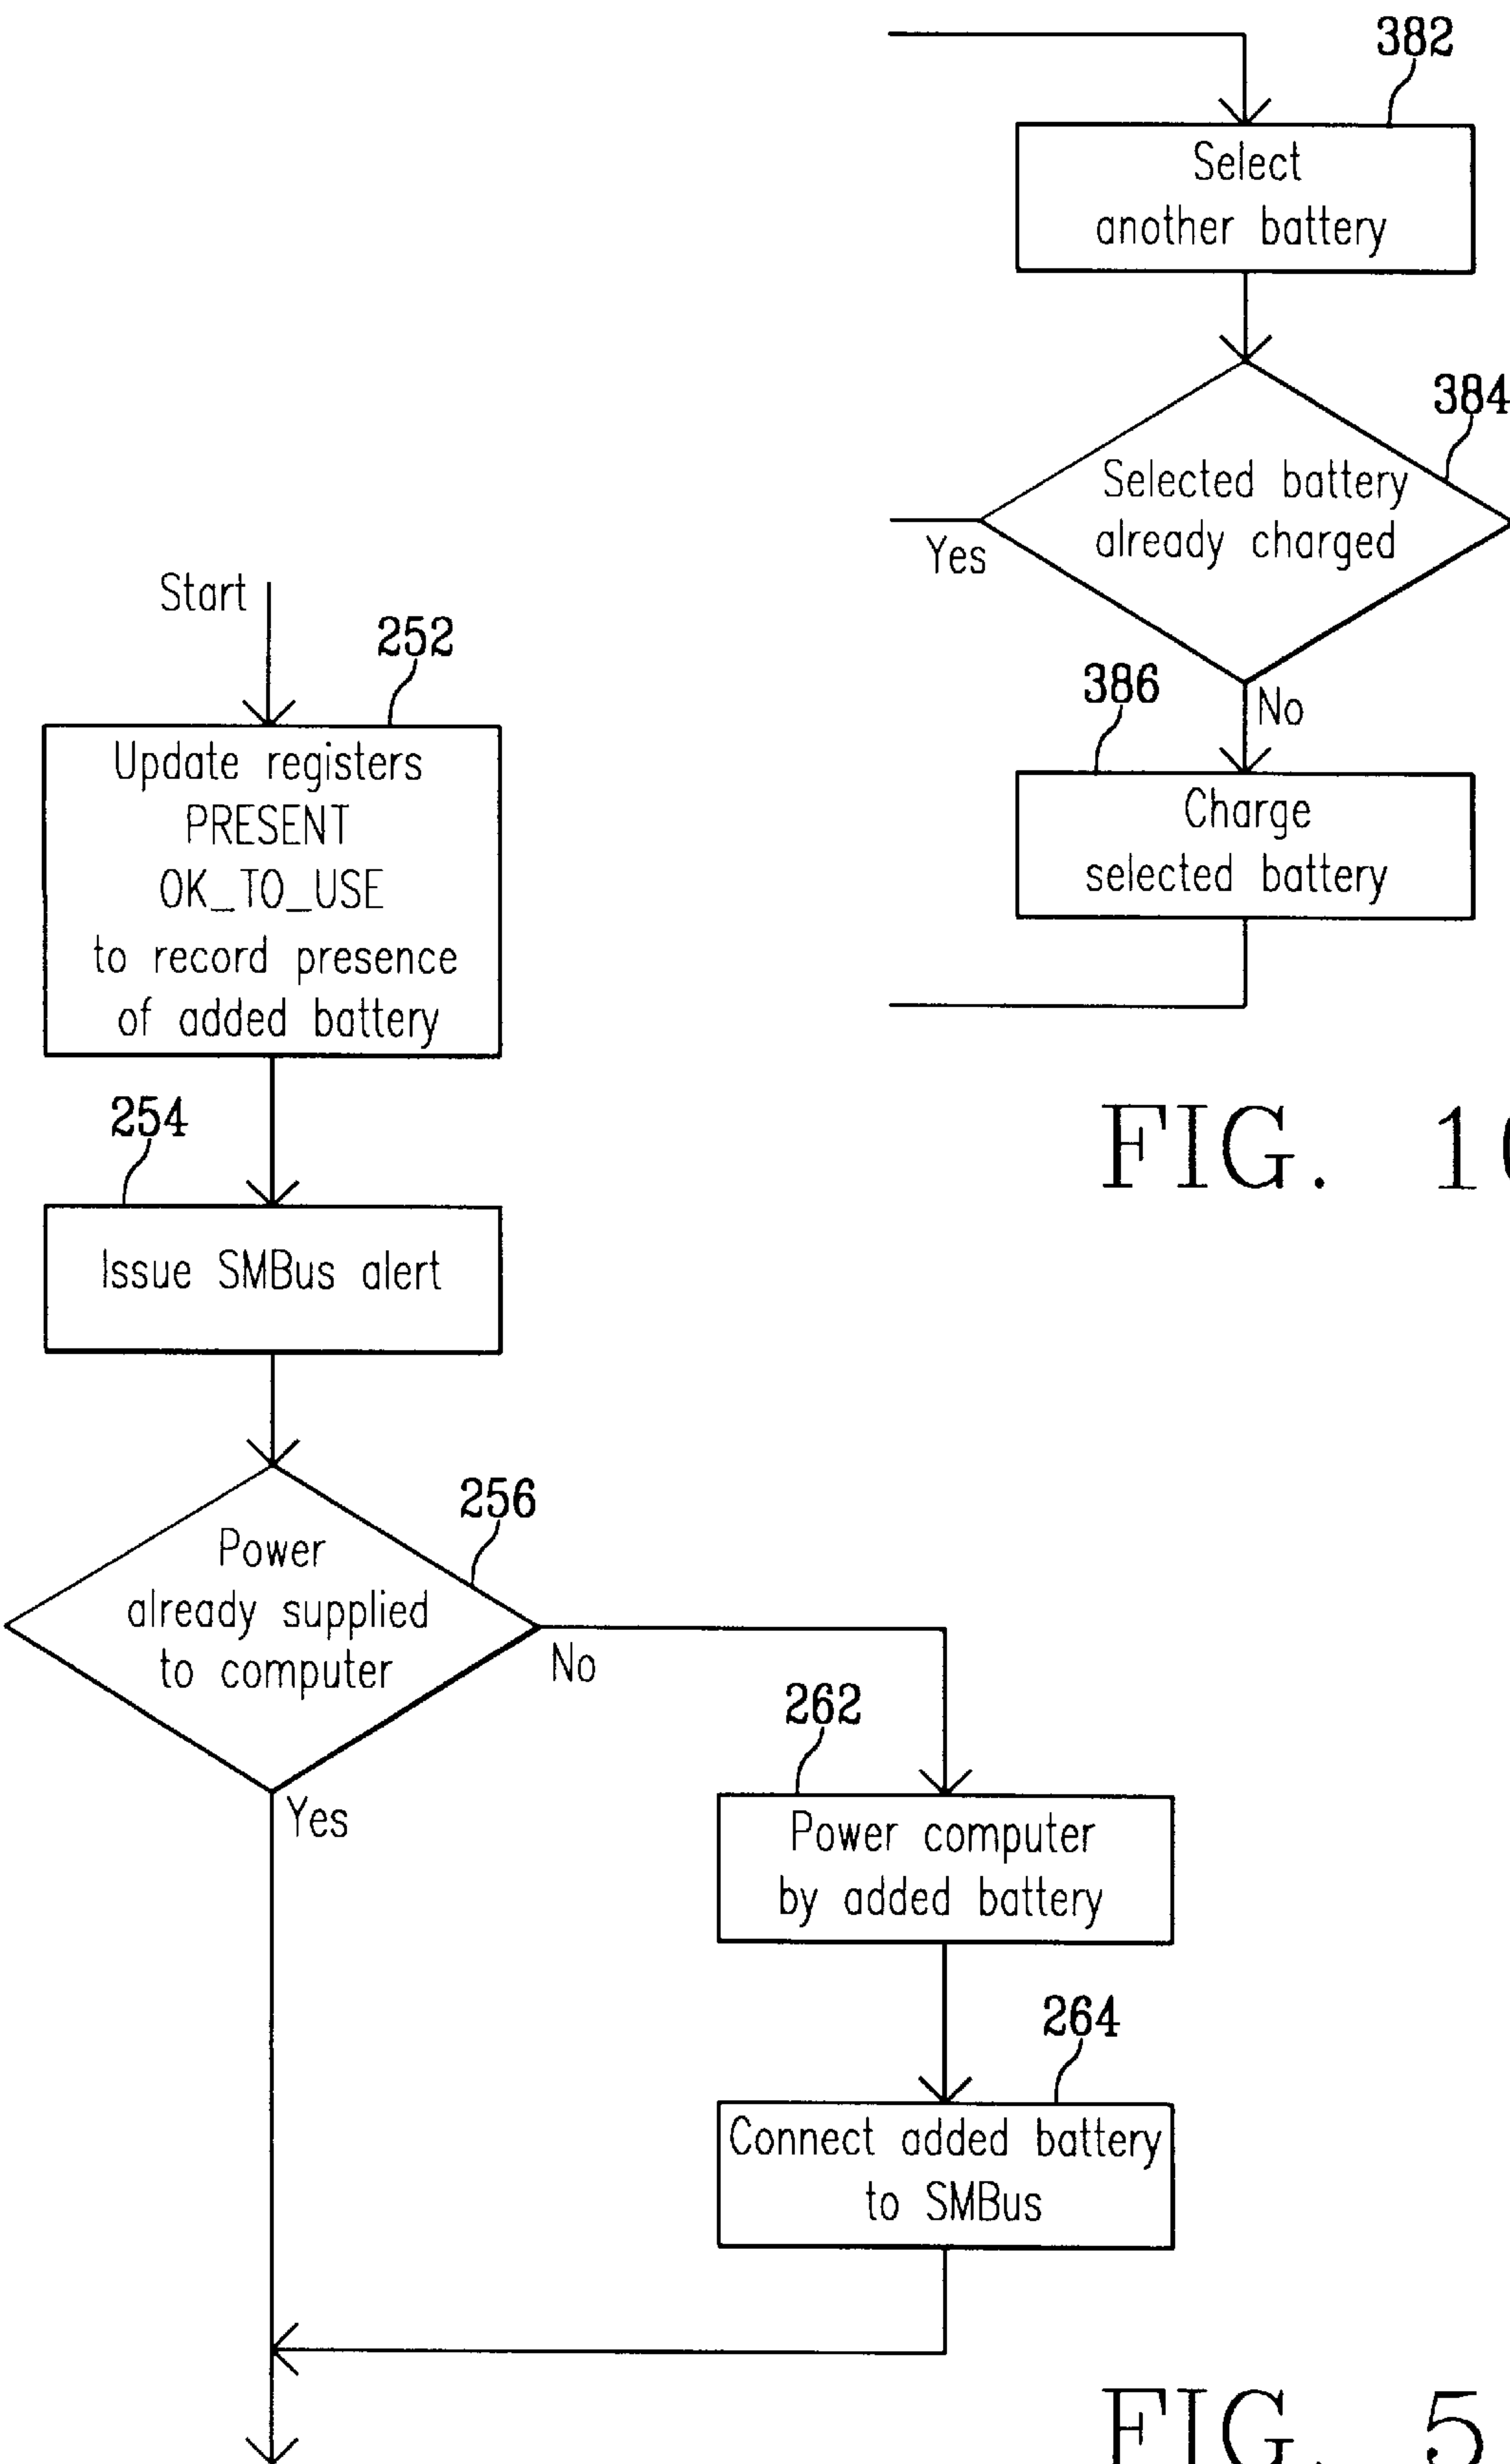 382
Select
another battery
384
Selected battery
already charged
Yes
No
386
Charge
selected battery
Start
252
Update registers
PRESENT
OK_TO_USE
to record presence
of added battery
254
Issue SMBus alert
256
Power
already supplied
to computer
No
Yes
262
Power computer
by added battery
264
Connect added battery
to SMBus
FIG.
FIG. 5